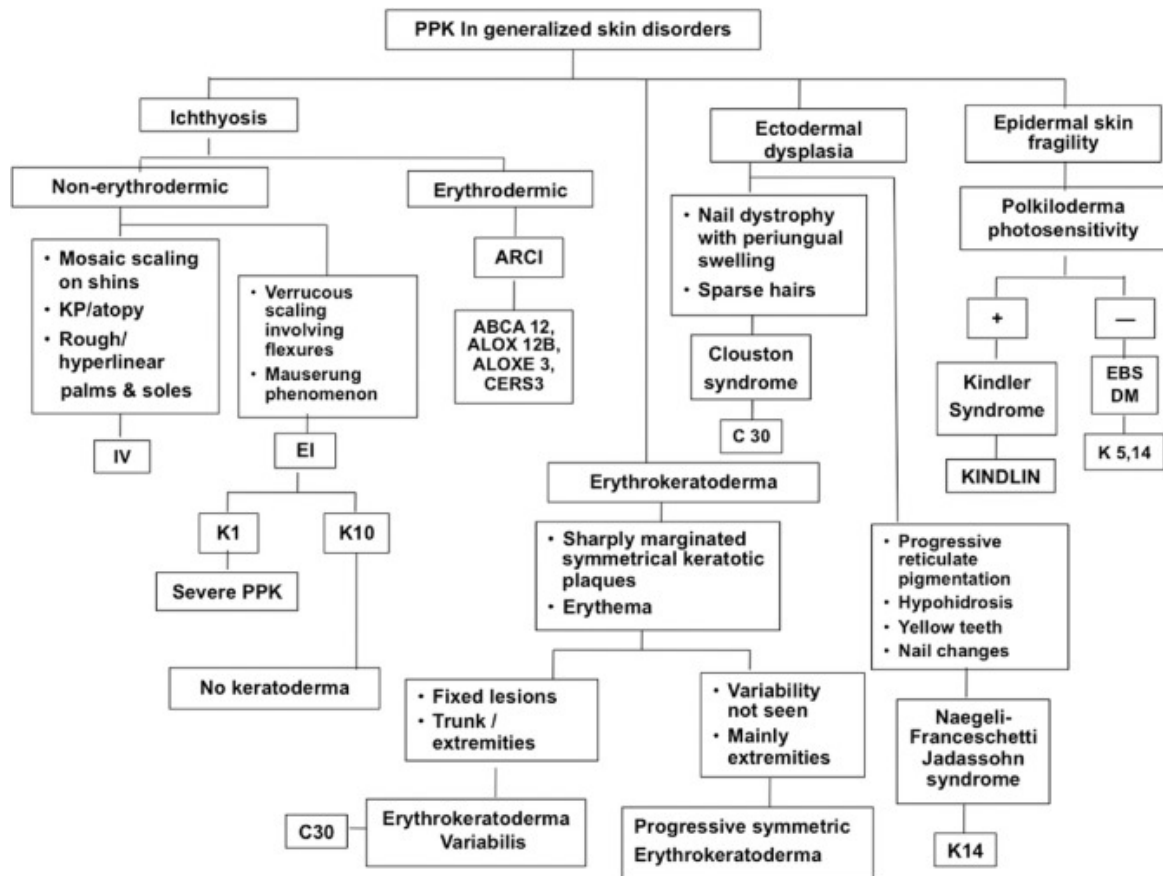 PPK In generalized skin disorders
Ichthyosis
Non-erythrodermic
• Mosaic scaling
on shins
• KP/atopy
• Rough/
hyperlinear
palms & soles
IV
• Verrucous
scaling
involving
flexures
• Mauserung
phenomenon
EI
K1
Severe PPK
K10
No keratoderma
Erythrodermic
ARCI
ABCA 12,
ALOX 12B,
ALOXE 3,
CERS3
Erythrokeratoderma
• Sharply marginated
symmetrical keratotic
plaques
• Erythema
• Fixed lesions
• Trunk /
extremities
Erythrokeratoderma
Variabilis
C30
• Variability
not seen
• Mainly
extremities
Progressive symmetric
Erythrokeratoderma
Ectodermal
dysplasia
• Nail dystrophy
with periungual
swelling
• Sparse hairs
Clouston
syndrome
C 30
• Progressive
reticulate
pigmentation
• Hypohidrosis
• Yellow teeth
• Nail changes
Naegeli-
Franceschetti
Jadassohn
syndrome
K14
Epidermal skin
fragility
Polkiloderma
photosensitivity
+
Kindler
Syndrome
KINDLIN
—
EBS
DM
K 5,14